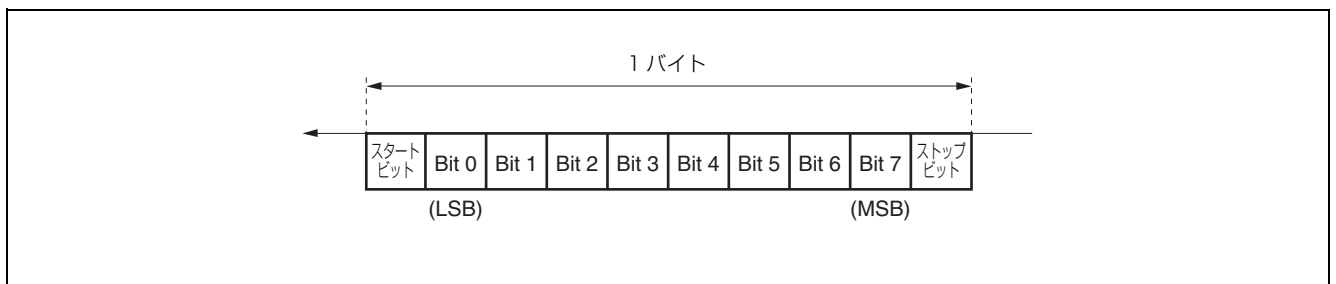 1 バイト
スタートビット Bit 0 Bit 1 Bit 2 Bit 3 Bit 4 Bit 5 Bit 6 Bit 7 ストップビット
(LSB) (MSB)